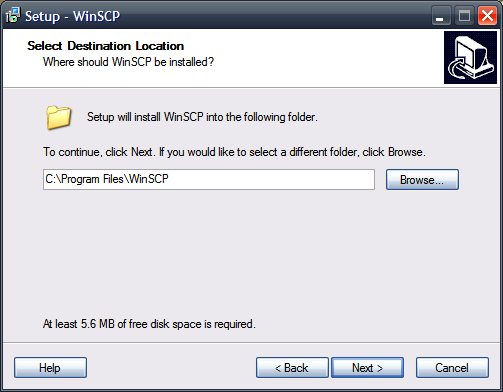 Setup - WinSCP
Select Destination Location
Where should WinSCP be installed?
Setup will install WinSCP into the following folder.
To continue, click Next. If you would like to select a different folder, click Browse.
C:\Program Files\WinSCP
Browse...
At least 5.6 MB of free disk space is required.
Help
< Back
Next >
Cancel